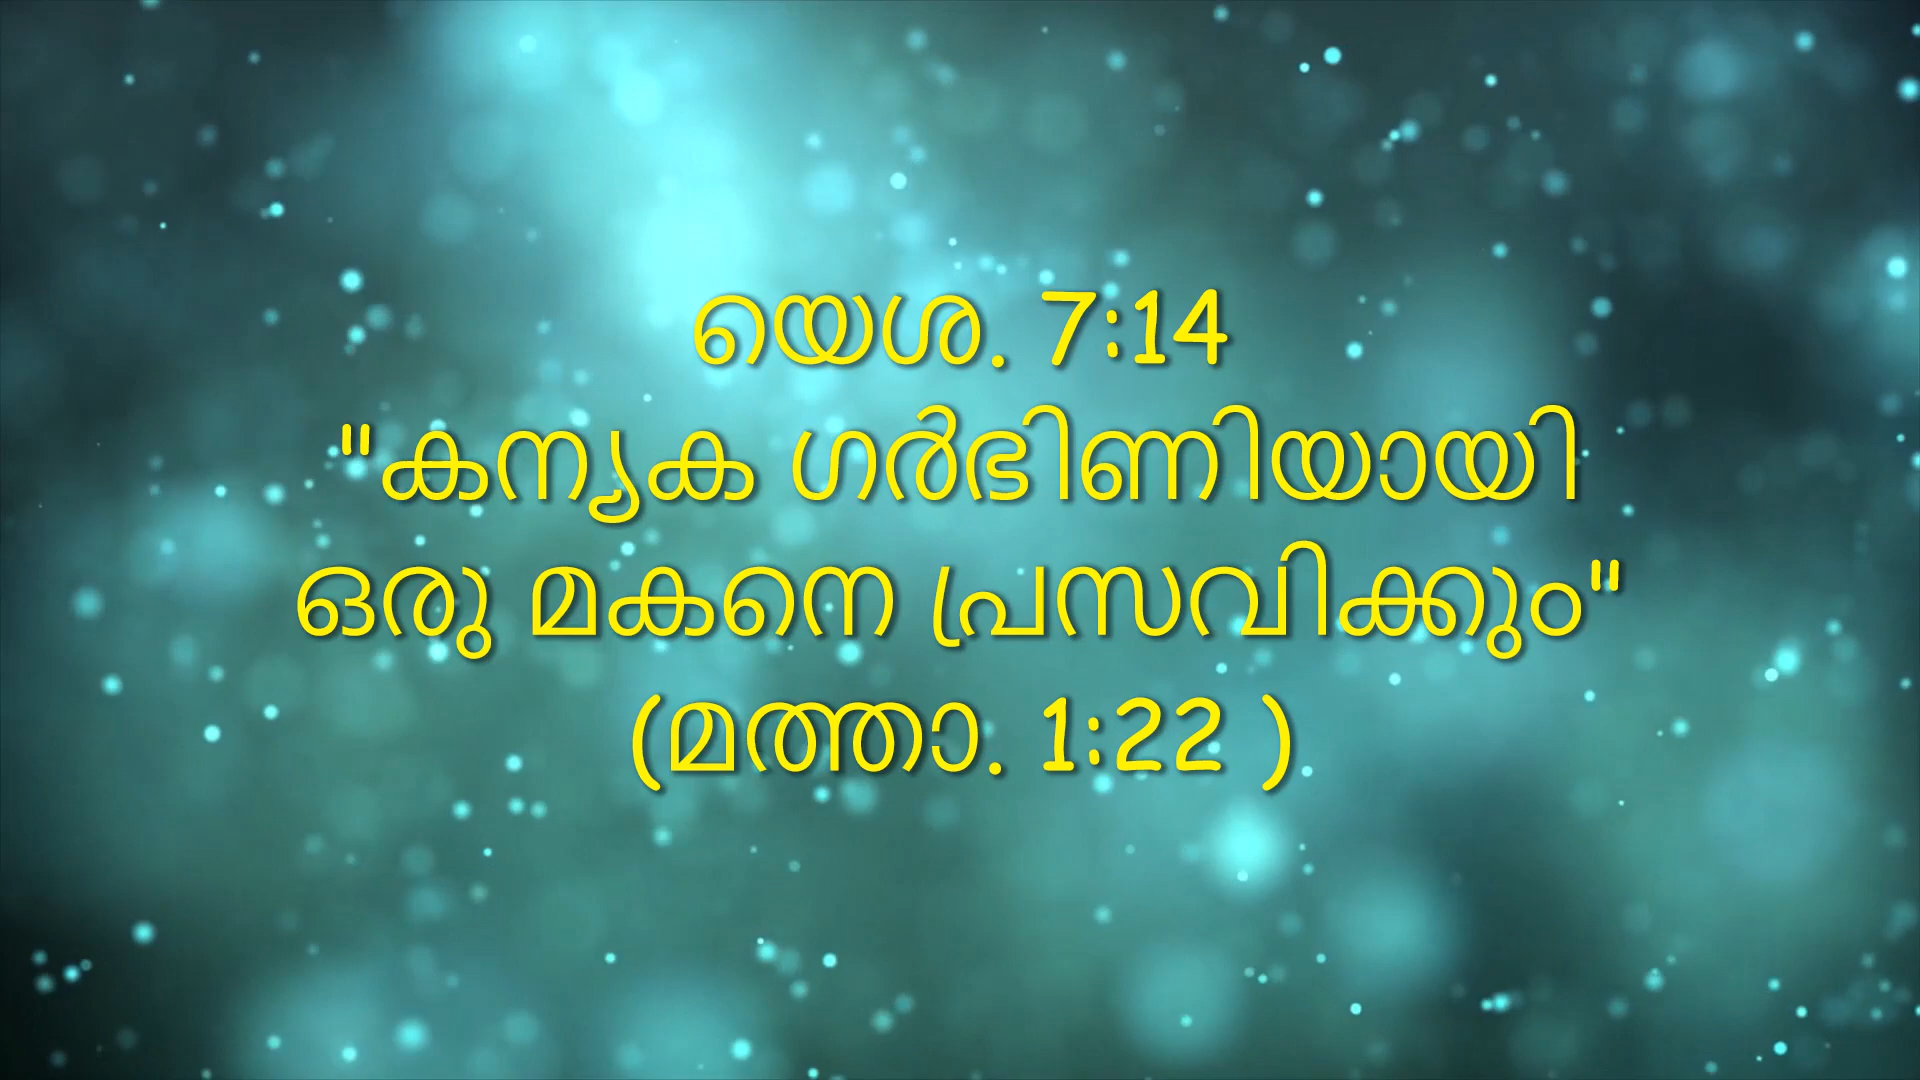 യെശ. 7:14
"കന്യക ഗർഭിണിയായി
ഒരു മകനെ പ്രസവിക്കും"
(മത്താ. 1:22 )